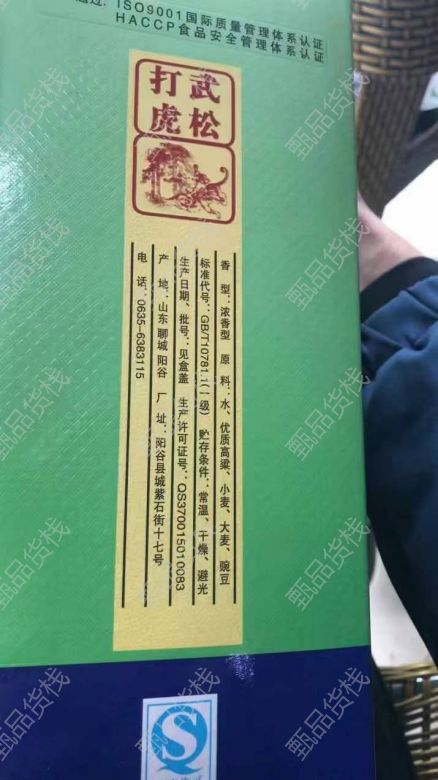 通过：ISO9001国际质量管理体系认证
HACCP食品安全管理体系认证
武松
打虎
香 型：浓香型 原 料：水、优质高粱、小麦、大麦、豌豆
标准代号：GB/T10781.1(一级) 贮存条件：常温、干燥、避光
生产日期、批号：见盒盖 生产许可证号：QS370015010083
产 地：山东 聊城 阳谷 厂 址：阳谷县城紫石街十七号
电 话：0635-6383115
甄品货栈